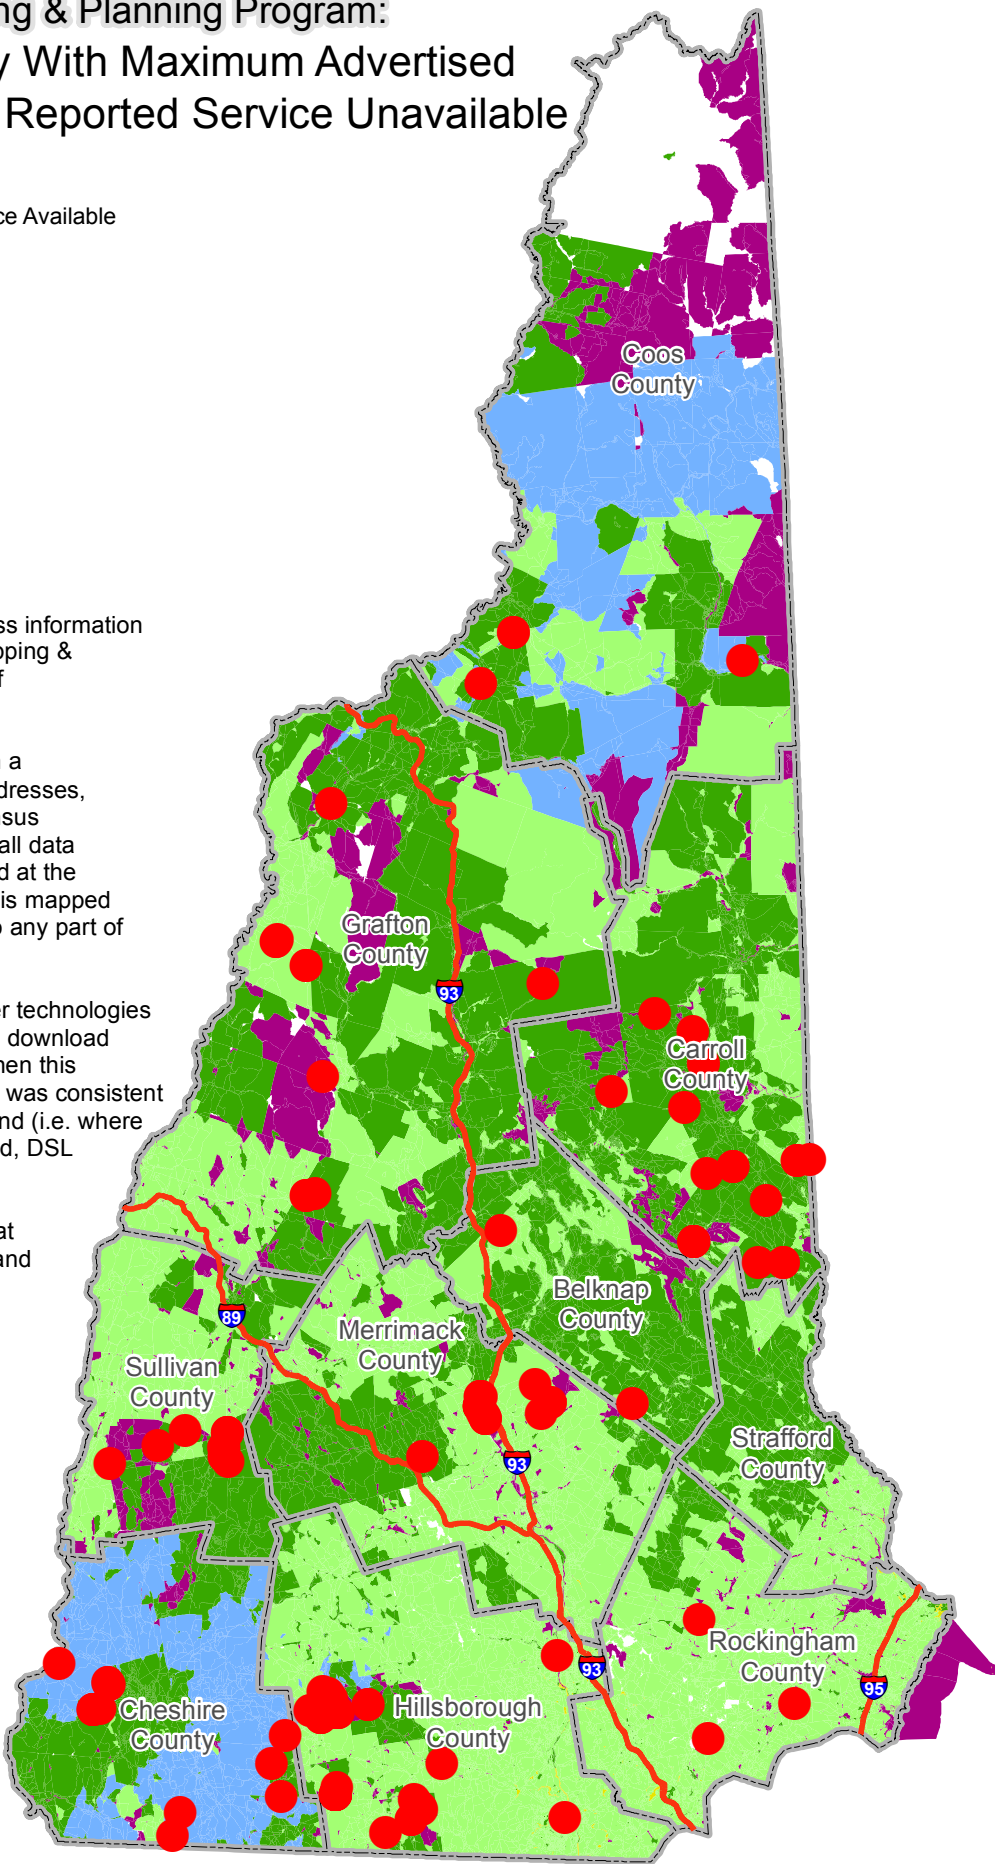 ng & Planning Program:
y With Maximum Advertised
Reported Service Unavailable
ce Available
Coos
County
ss information
pping &
f
n a
dresses,
nsus
all data
d at the
is mapped
o any part of
Grafton
County
93
er technologies
download
hen this
was consistent
nd (i.e. where
d, DSL
Carroll
County
at
and
Belknap
County
89
Merrimack
County
Sullivan
County
Strafford
County
93
Rockingham
County
93
95
Cheshire
County
Hillsborough
County